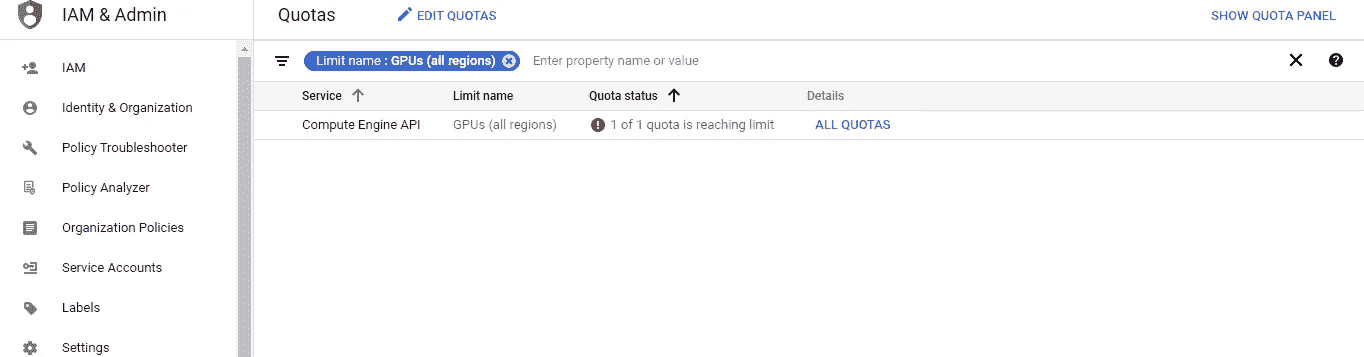 IAM & Admin
Quotas
EDIT QUOTAS
SHOW QUOTA PANEL
IAM
Identity & Organization
Policy Troubleshooter
Policy Analyzer
Organization Policies
Service Accounts
Labels
Settings
Limit name : GPUs (all regions)
Enter property name or value
Service Limit name Quota status Details
Compute Engine API GPUs (all regions) 1 of 1 quota is reaching limit ALL QUOTAS